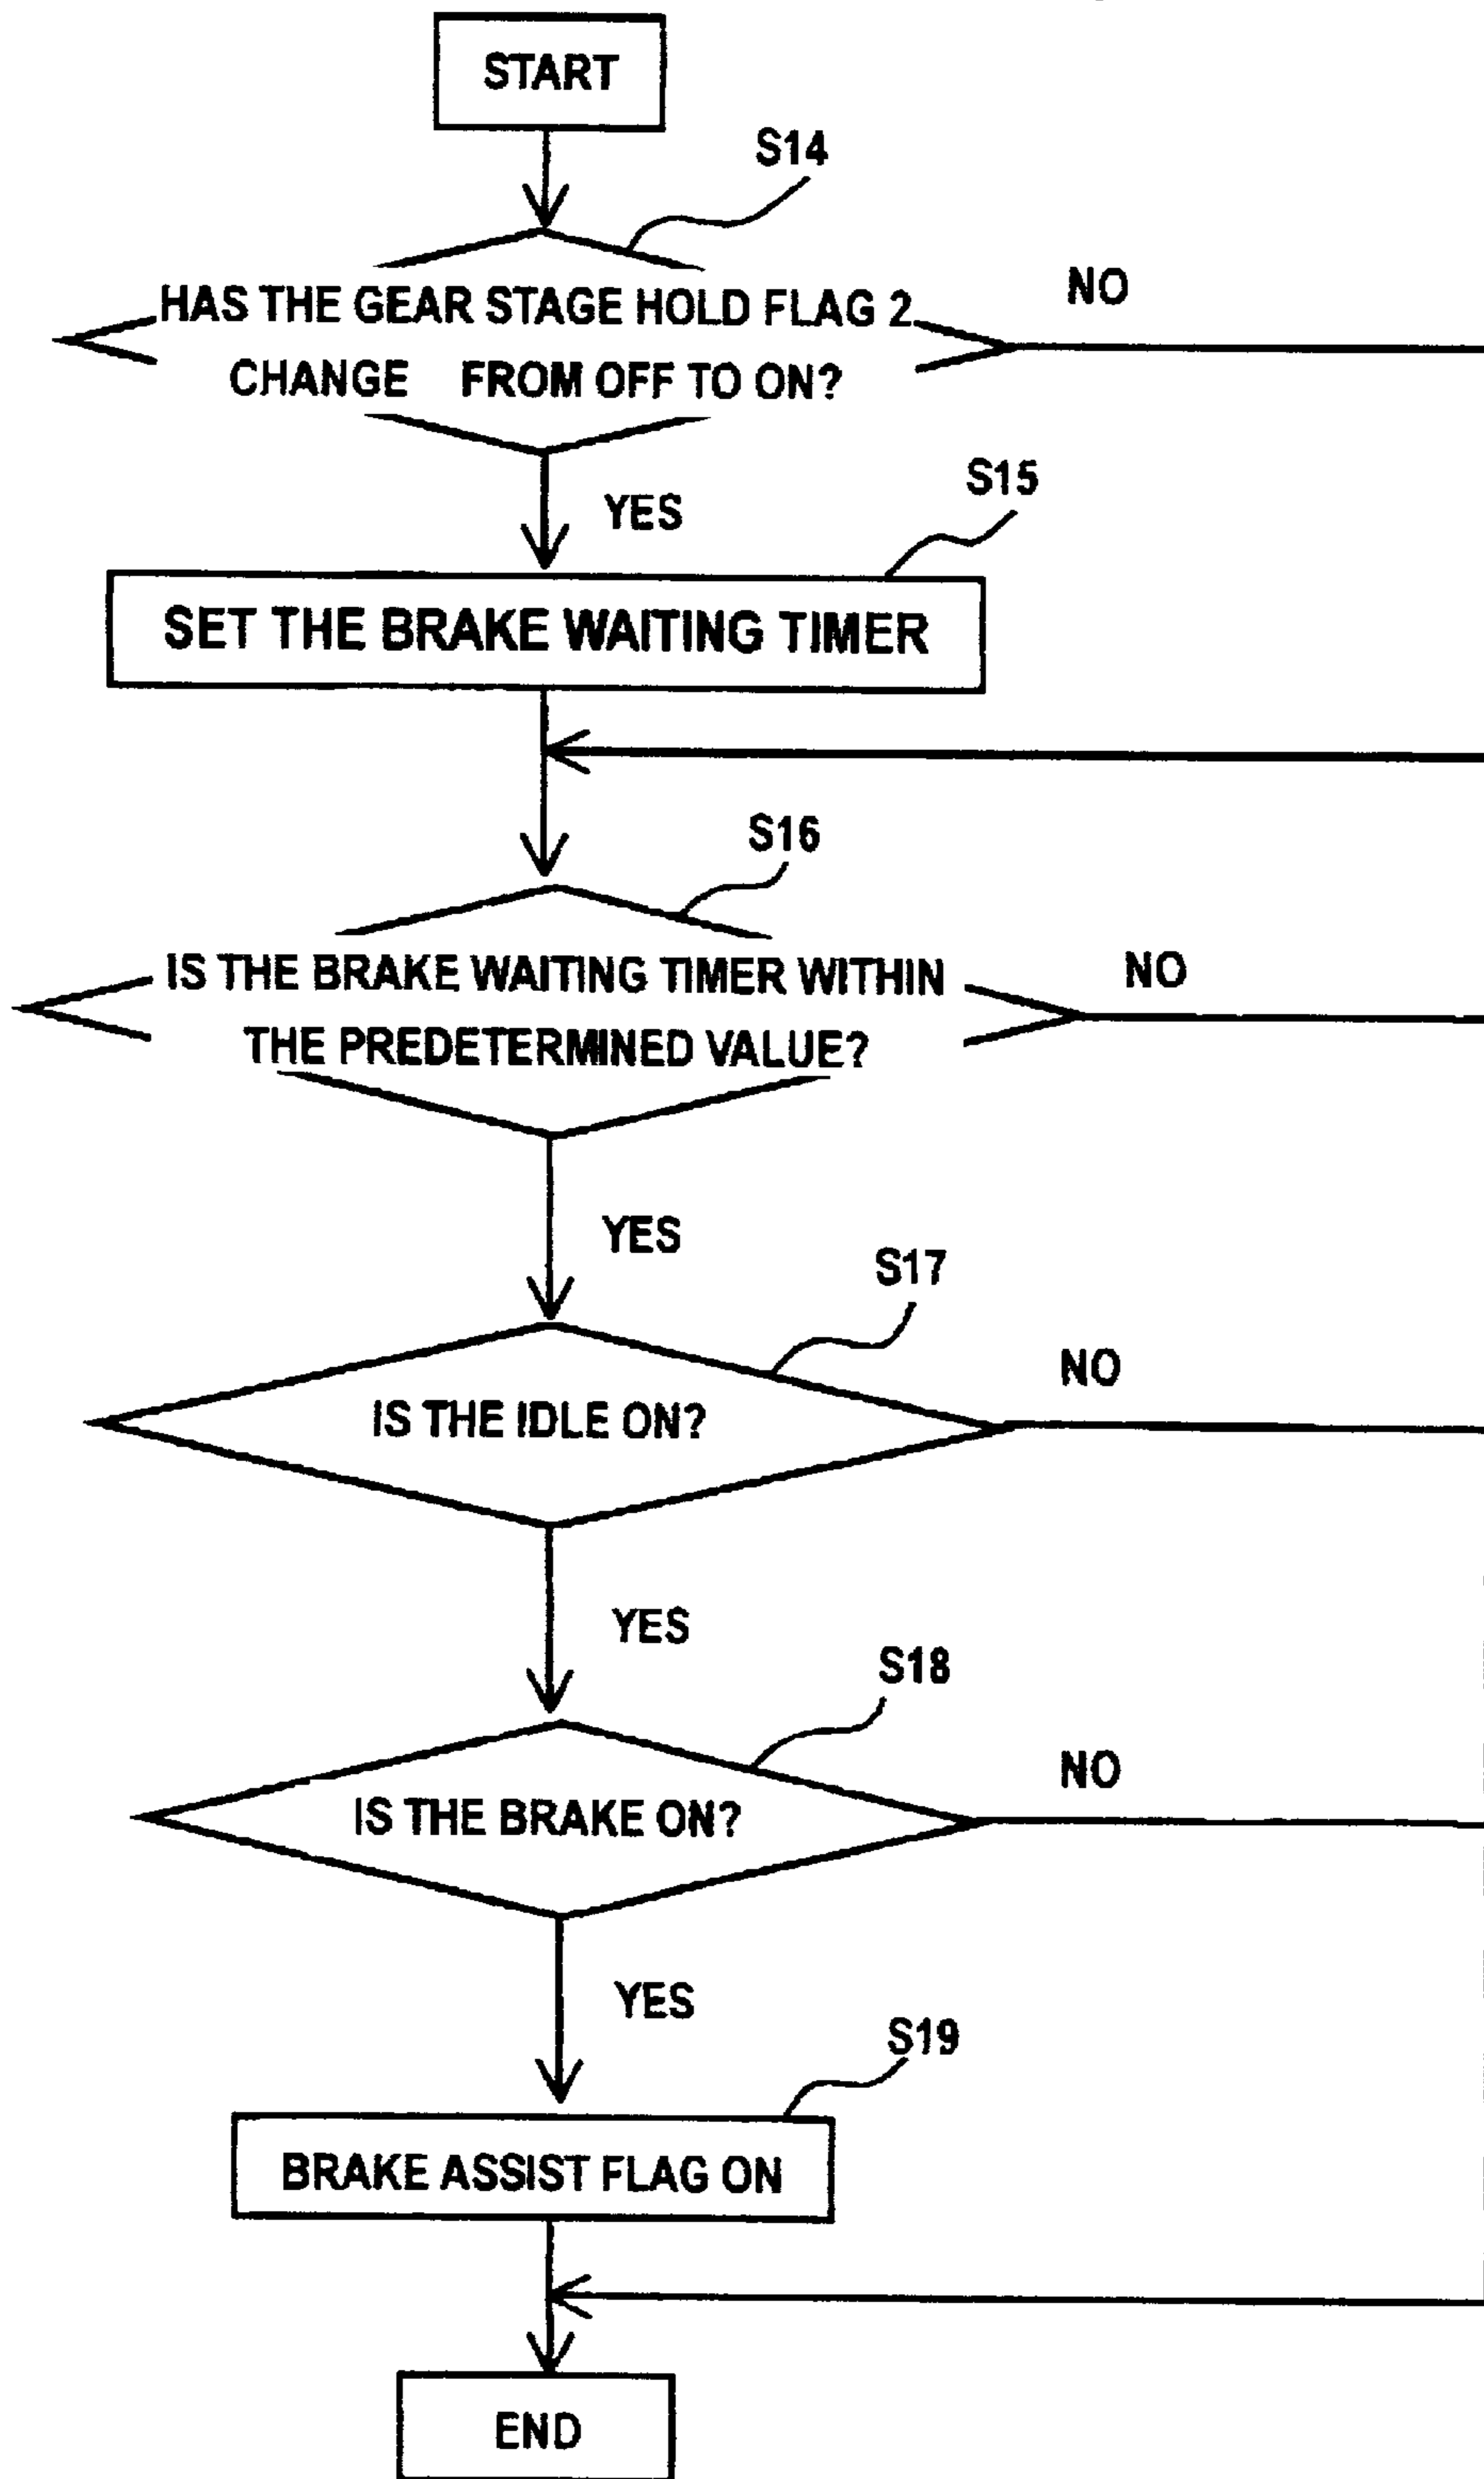 START
S14
HAS THE GEAR STAGE HOLD FLAG 2
NO
CHANGE FROM OFF TO ON?
YES
S15
SET THE BRAKE WAITING TIMER
S16
IS THE BRAKE WAITING TIMER WITHIN
NO
THE PREDETERMINED VALUE?
YES
S17
NO
IS THE IDLE ON?
YES
S18
NO
IS THE BRAKE ON?
YES
S19
BRAKE ASSIST FLAG ON
END